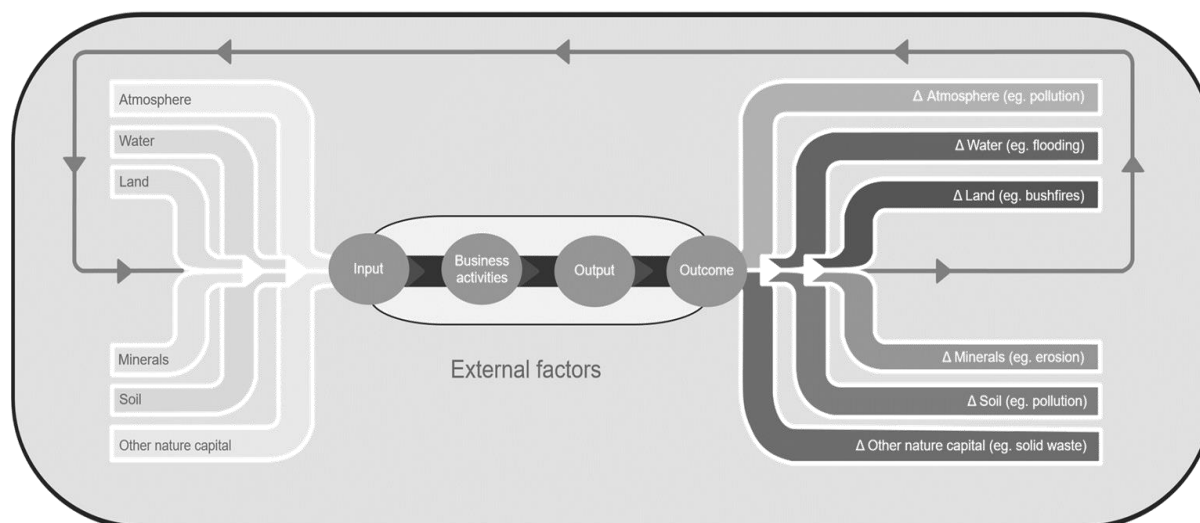 Atmosphere
Water
Land
Minerals
Soil
Other nature capital
Input
Business
activities
Output
Outcome
External factors
Δ Atmosphere (eg. pollution)
Δ Water (eg. flooding)
Δ Land (eg. bushfires)
Δ Minerals (eg. erosion)
Δ Soil (eg. pollution)
Δ Other nature capital (eg. solid waste)